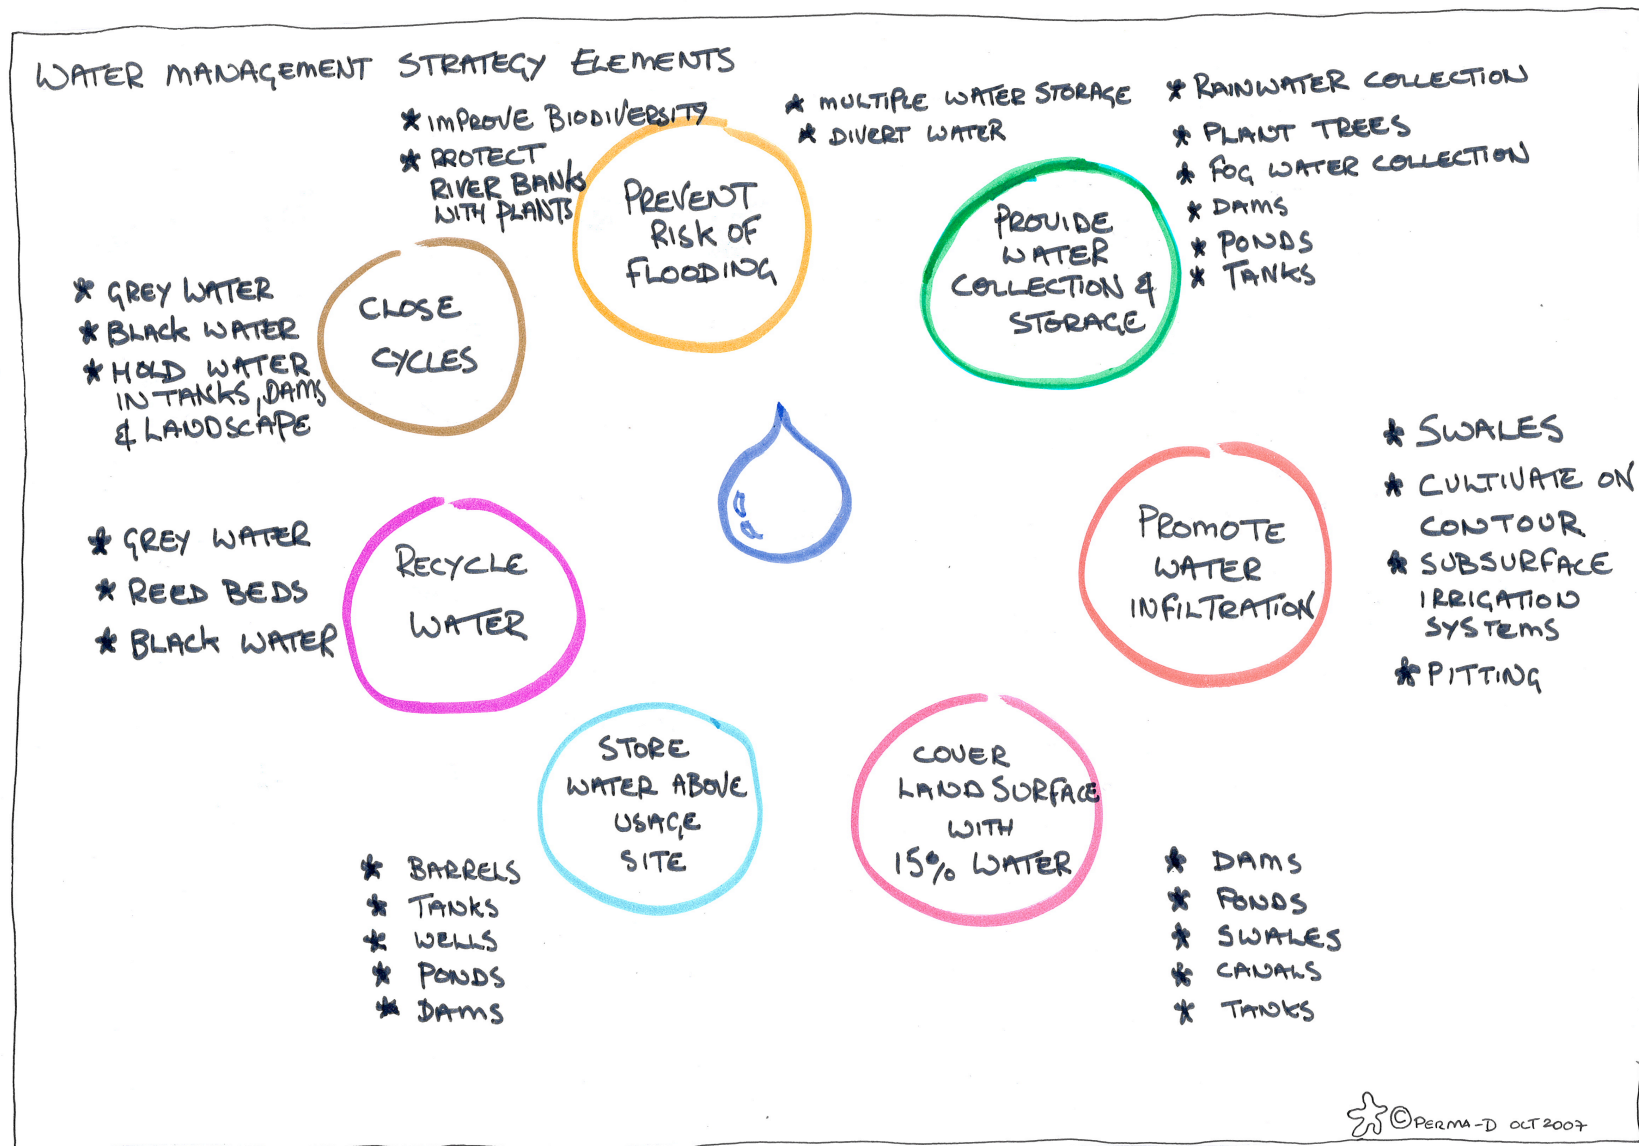 WATER MANAGEMENT STRATEGY ELEMENTS
* IMPROVE BIODIVERSITY
* PROTECT
RIVER BANKS
WITH PLANTS
PREVENT
RISK OF
FLOODING
* MULTIPLE WATER STORAGE
* DIVERT WATER
PROVIDE
WATER
COLLECTION &
STORAGE
* RAINWATER COLLECTION
* PLANT TREES
* FOG WATER COLLECTION
* DAMS
* PONDS
* TANKS
* GREY WATER
* BLACK WATER
* HOLD WATER
IN TANKS, DAMS
& LANDSCAPE
CLOSE
CYCLES
PROMOTE
WATER
INFILTRATION
* SWALES
* CULTIVATE ON
CONTOUR
* SUBSURFACE
IRRIGATION
SYSTEMS
* PITTING
* GREY WATER
* REED BEDS
* BLACK WATER
RECYCLE
WATER
STORE
WATER ABOVE
USAGE
SITE
* BARRELS
* TANKS
* WELLS
* PONDS
* DAMS
COVER
LAND SURFACE
WITH
15% WATER
* DAMS
* PONDS
* SWALES
* CANALS
* TANKS
© PERMA-D OCT 2007